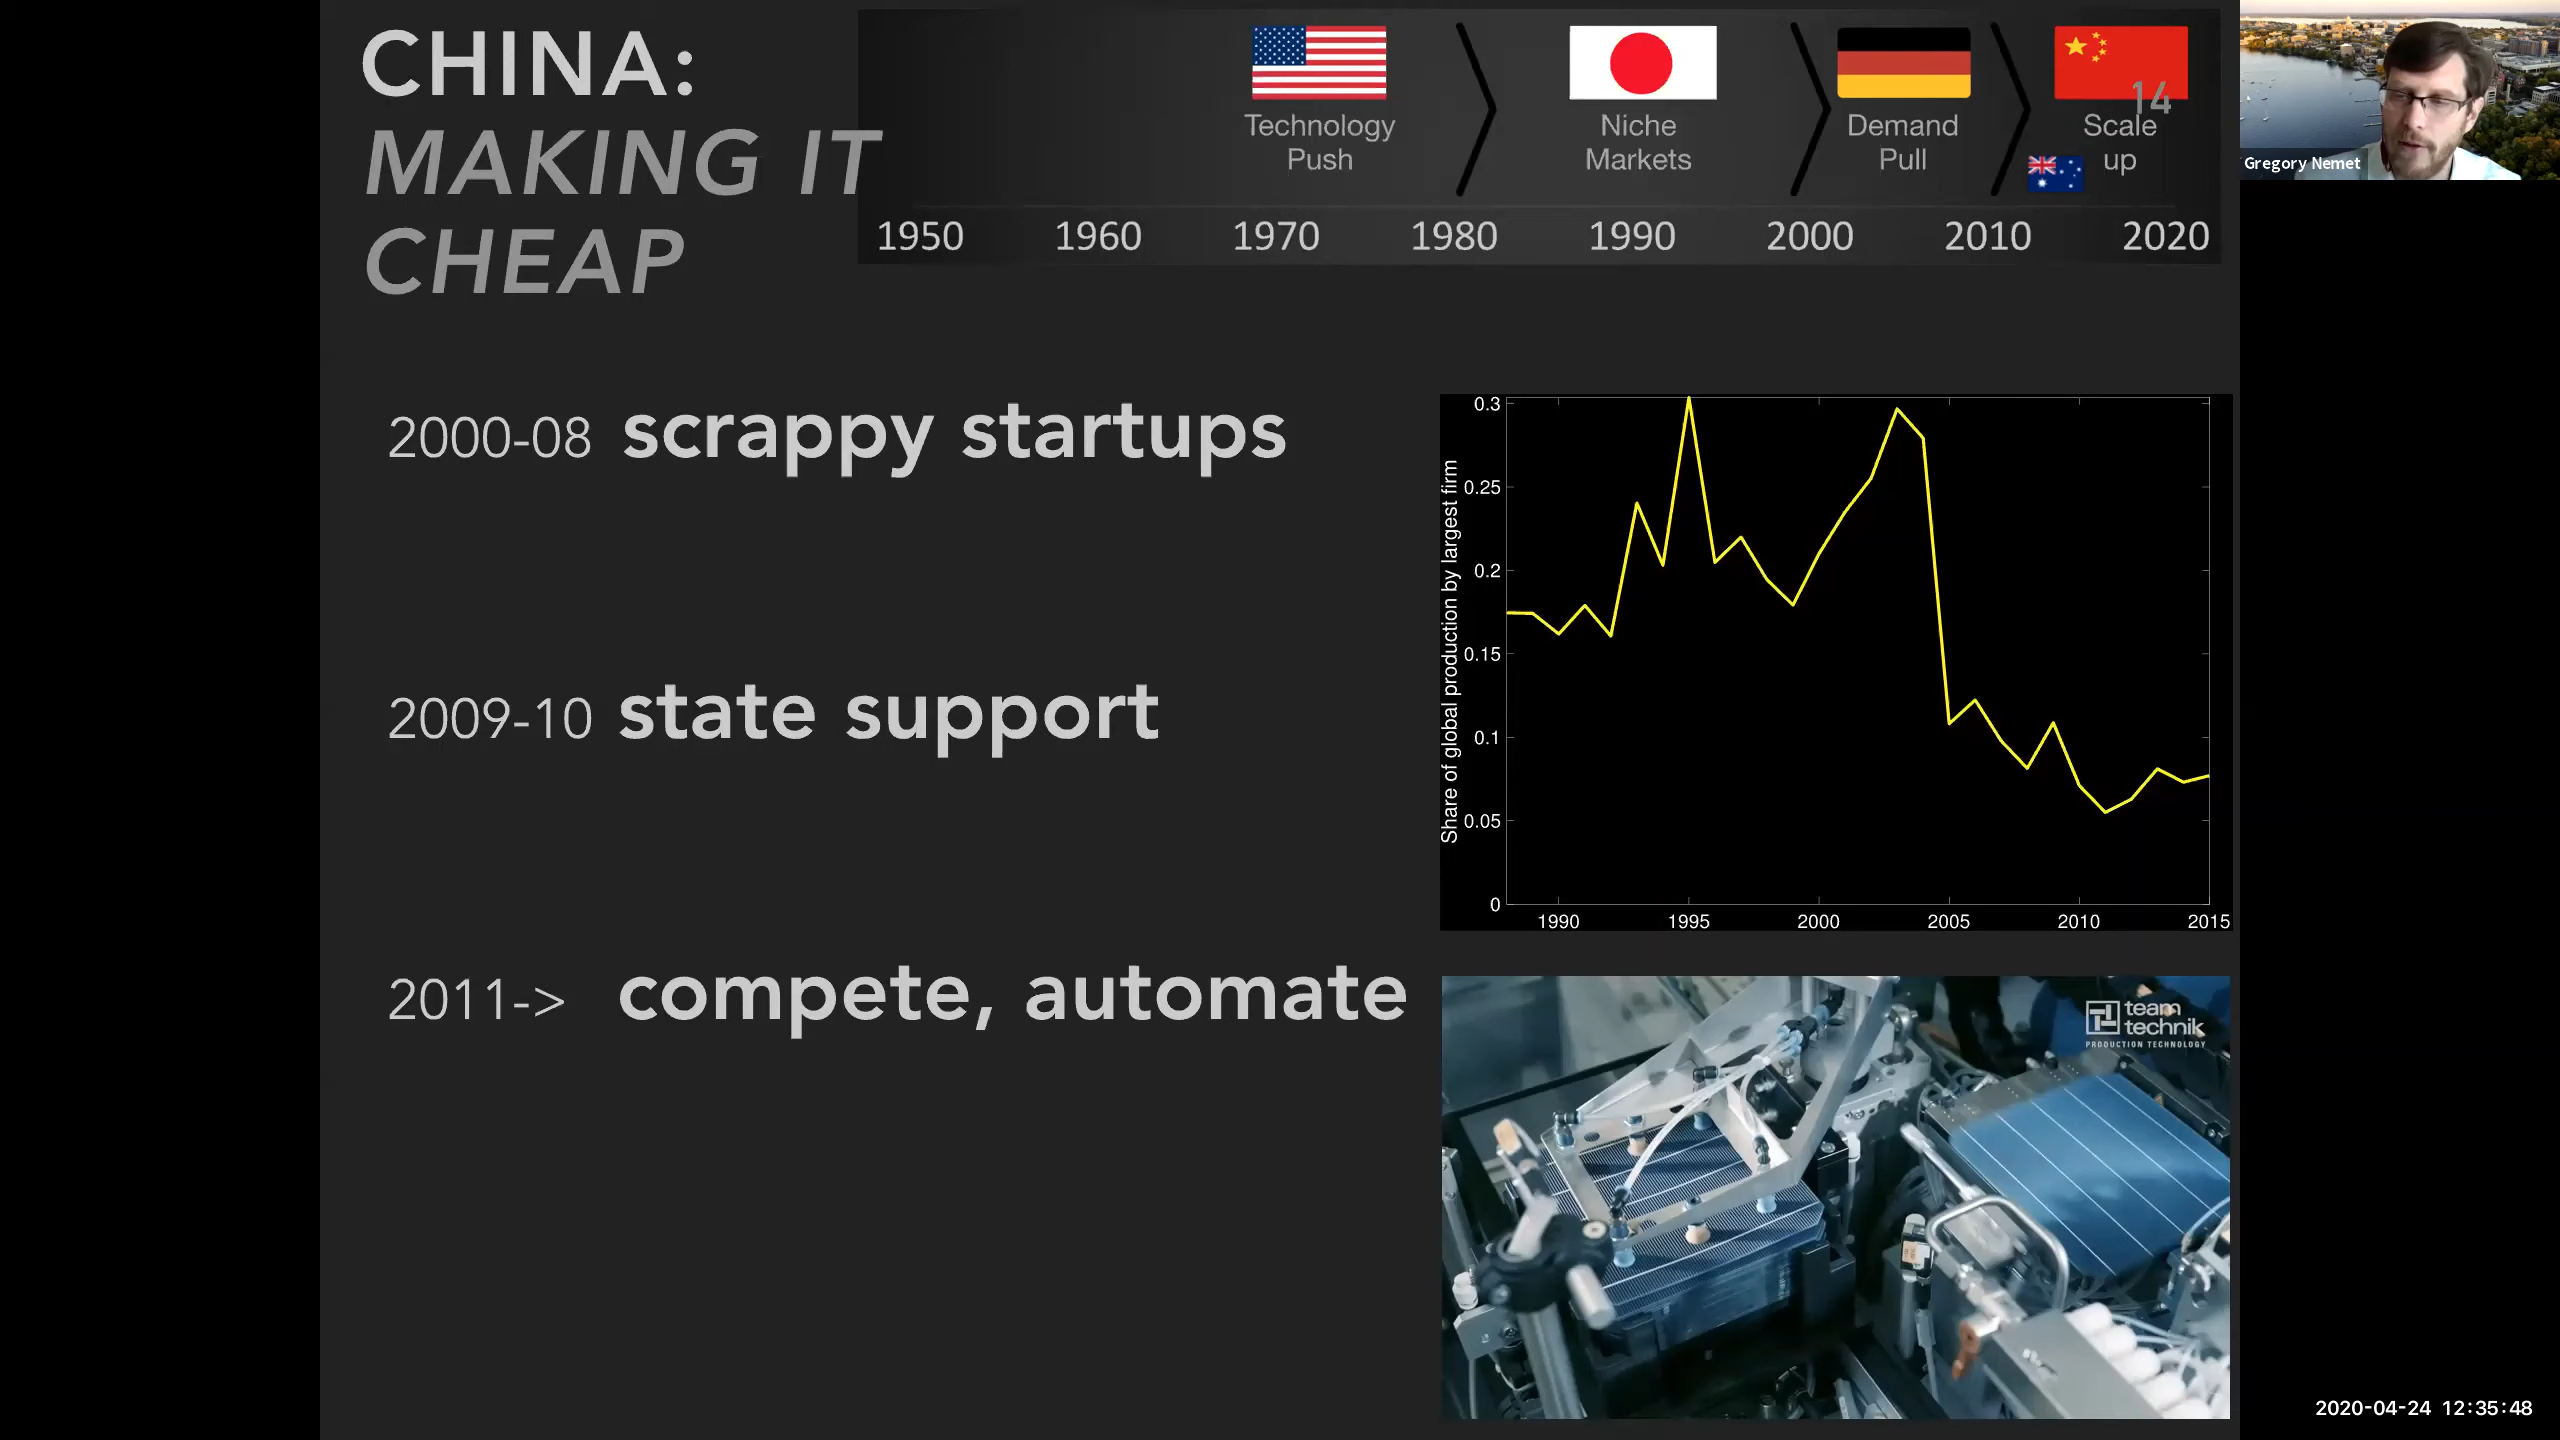 CHINA:
MAKING IT
CHEAP
Technology
Push
Niche
Markets
Demand
Pull
14
Scale
up
1950 1960 1970 1980 1990 2000 2010 2020
Gregory Nemet
2000-08 scrappy startups
2009-10 state support
2011-> compete, automate
Share of global production by largest firm
0.3
0.25
0.2
0.15
0.1
0.05
0
1990 1995 2000 2005 2010 2015
team
technik
PRODUCTION TECHNOLOGY
2020-04-24 12:35:48